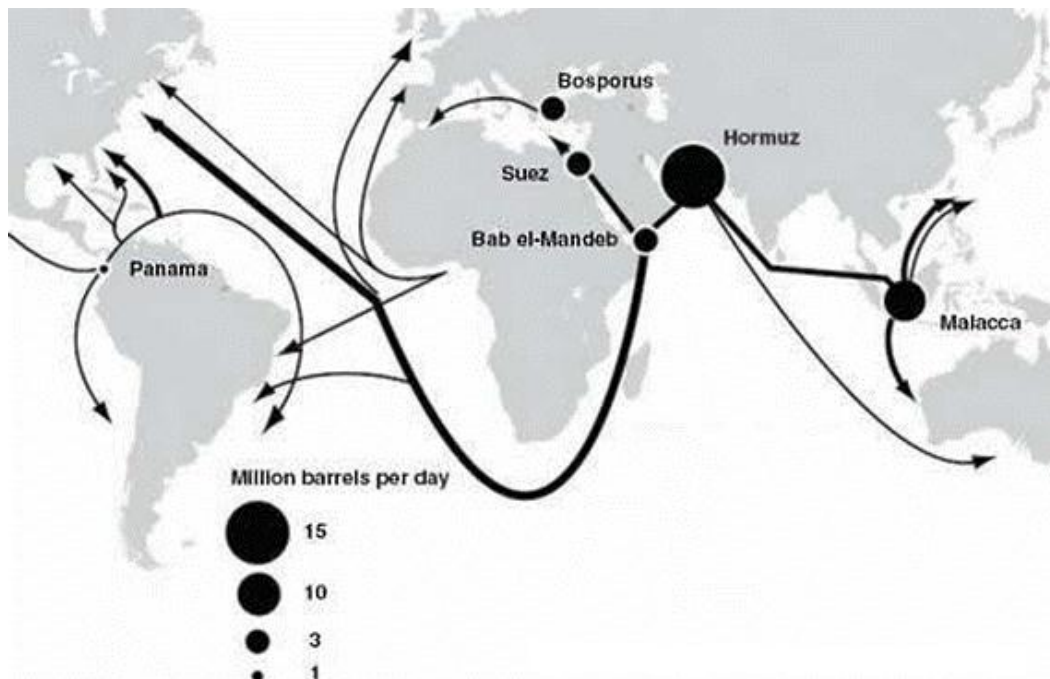 Bosporus
Hormuz
Suez
Bab el-Mandeb
Panama
Malacca
Million barrels per day
15
10
3
1